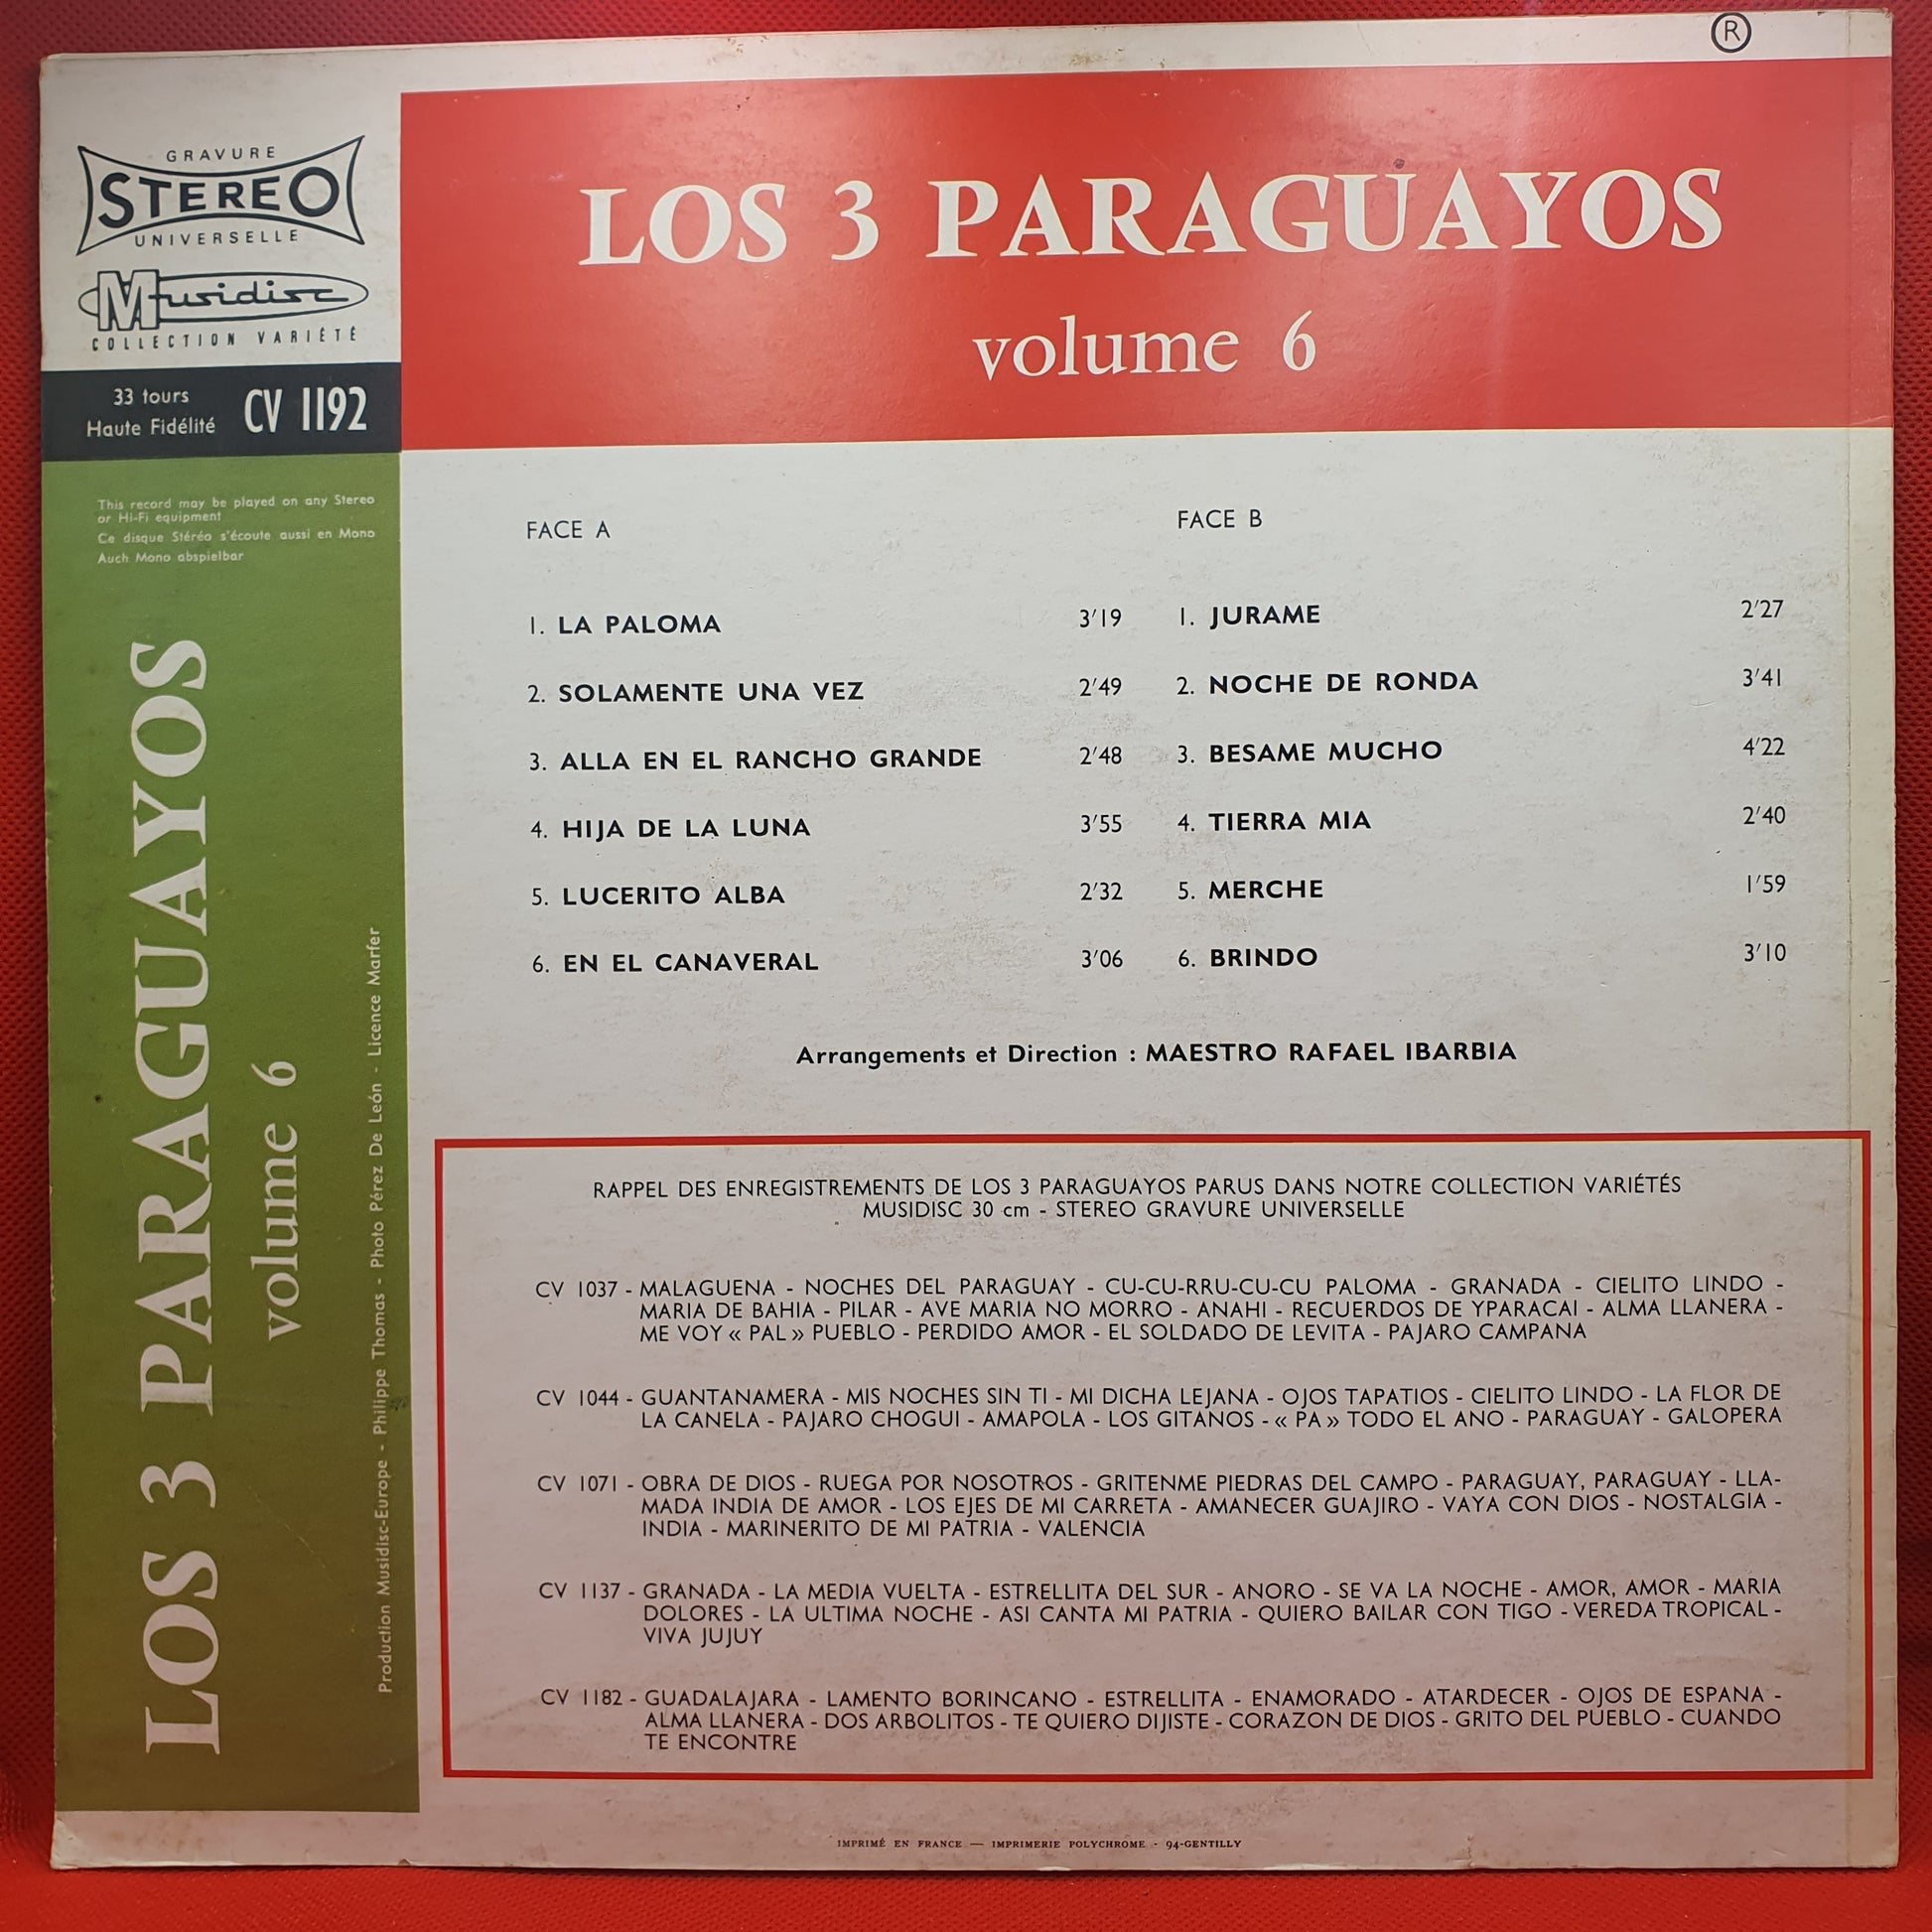 ®
GRAVURE
STEREO
UNIVERSELLE
Musidisc
COLLECTION VARIÉTÉ
33 tours
Haute Fidélité
CV 1192
This record may be played on any Stereo
or Hi-Fi equipment
Ce disque Stéréo s'écoute aussi en Mono
Auch Mono abspielbar
LOS 3 PARAGUAYOS
volume 6
Production Musidisc-Europe - Philippe Thomas - Photo Pérez De León - Licence Marfer
LOS 3 PARAGUAYOS
volume 6
FACE A
1. LA PALOMA 3'19
2. SOLAMENTE UNA VEZ 2'49
3. ALLA EN EL RANCHO GRANDE 2'48
4. HIJA DE LA LUNA 3'55
5. LUCERITO ALBA 2'32
6. EN EL CANAVERAL 3'06
FACE B
1. JURAME 2'27
2. NOCHE DE RONDA 3'41
3. BESAME MUCHO 4'22
4. TIERRA MIA 2'40
5. MERCHE 1'59
6. BRINDO 3'10
Arrangements et Direction : MAESTRO RAFAEL IBARBIA
RAPPEL DES ENREGISTREMENTS DE LOS 3 PARAGUAYOS PARUS DANS NOTRE COLLECTION VARIÉTÉS
MUSIDISC 30 cm - STEREO GRAVURE UNIVERSELLE
CV 1037 - MALAGUENA - NOCHES DEL PARAGUAY - CU-CU-RRU-CU-CU PALOMA - GRANADA - CIELITO LINDO -
MARIA DE BAHIA - PILAR - AVE MARIA NO MORRO - ANAHI - RECUERDOS DE YPARACAI - ALMA LLANERA -
ME VOY « PAL » PUEBLO - PERDIDO AMOR - EL SOLDADO DE LEVITA - PAJARO CAMPANA
CV 1044 - GUANTANAMERA - MIS NOCHES SIN TI - MI DICHA LEJANA - OJOS TAPATIOS - CIELITO LINDO - LA FLOR DE
LA CANELA - PAJARO CHOGUI - AMAPOLA - LOS GITANOS - « PA » TODO EL ANO - PARAGUAY - GALOPERA
CV 1071 - OBRA DE DIOS - RUEGA POR NOSOTROS - GRITENME PIEDRAS DEL CAMPO - PARAGUAY, PARAGUAY - LLA-
MADA INDIA DE AMOR - LOS EJES DE MI CARRETA - AMANECER GUAJIRO - VAYA CON DIOS - NOSTALGIA -
INDIA - MARINERITO DE MI PATRIA - VALENCIA
CV 1137 - GRANADA - LA MEDIA VUELTA - ESTRELLITA DEL SUR - ANORO - SE VA LA NOCHE - AMOR, AMOR - MARIA
DOLORES - LA ULTIMA NOCHE - ASI CANTA MI PATRIA - QUIERO BAILAR CON TIGO - VEREDA TROPICAL -
VIVA JUJUY
CV 1182 - GUADALAJARA - LAMENTO BORINCANO - ESTRELLITA - ENAMORADO - ATARDECER - OJOS DE ESPANA -
ALMA LLANERA - DOS ARBOLITOS - TE QUIERO DIJISTE - CORAZON DE DIOS - GRITO DEL PUEBLO - CUANDO
TE ENCONTRE
IMPRIMÉ EN FRANCE — IMPRIMERIE POLYCHROME - 94-GENTILLY